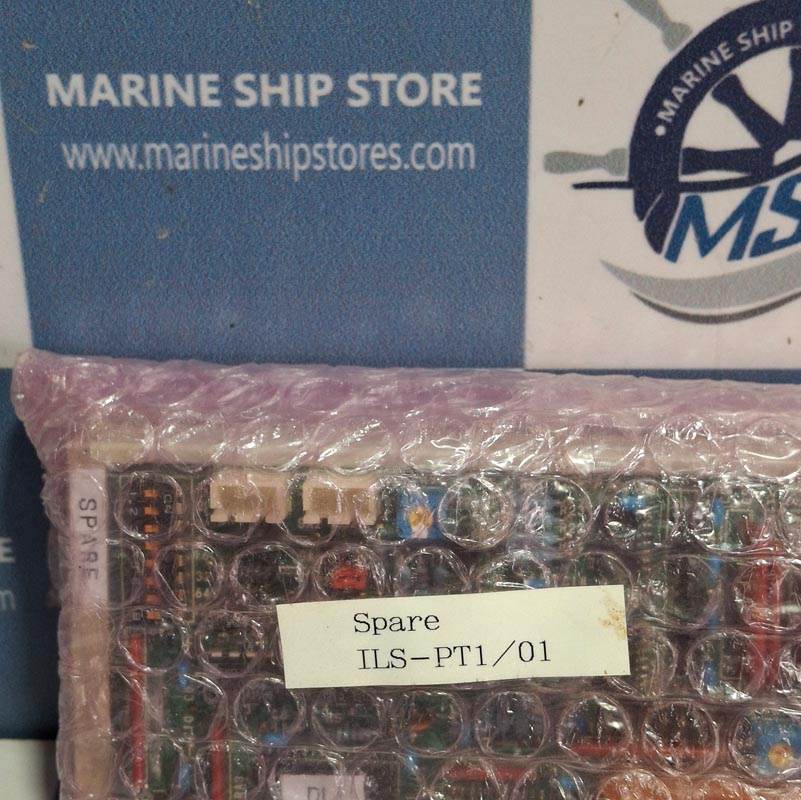 MARINE SHIP STORE
www.marineshipstores.com
• MARINE SHIP
MS
E
m
SPARE
Spare
ILS-PT1/01